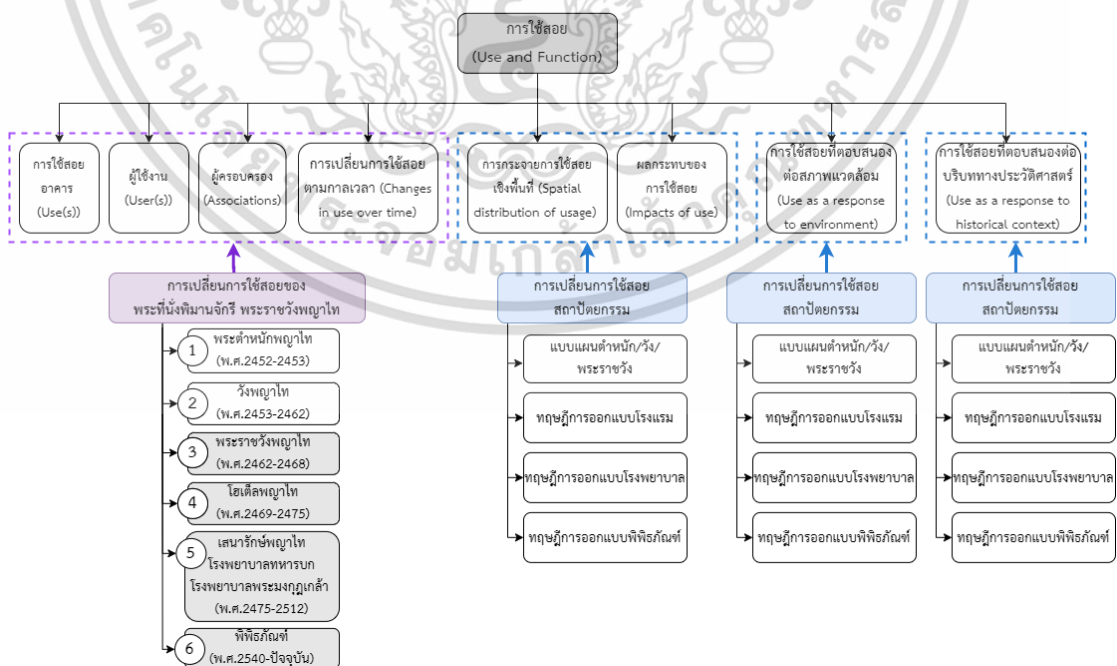 การใช้สอย
(Use and Function)
การใช้สอย
อาคาร
(Use(s))
ผู้ใช้งาน
(User(s))
ผู้ครอบครอง
(Associations)
การเปลี่ยนการใช้สอย
ตามกาลเวลา (Changes
in use over time)
การกระจายการใช้สอย
เชิงพื้นที่ (Spatial
distribution of usage)
ผลกระทบของ
การใช้สอย
(Impacts of use)
การใช้สอยที่ตอบสนอง
ต่อสภาพแวดล้อม
(Use as a response
to environment)
การใช้สอยที่ตอบสนองต่อ
บริบททางประวัติศาสตร์
(Use as a response to
historical context)
การเปลี่ยนการใช้สอยของ
พระที่นั่งพิมานจักรี พระราชวังพญาไท
1 พระตำหนักพญาไท
(พ.ศ.2452-2453)
2 วังพญาไท
(พ.ศ.2453-2462)
3 พระราชวังพญาไท
(พ.ศ.2462-2468)
4 โฮเต็ลพญาไท
(พ.ศ.2469-2475)
5 เสนารักษ์พญาไท
โรงพยาบาลทหารบก
โรงพยาบาลพระมงกุฎเกล้า
(พ.ศ.2475-2512)
6 พิพิธภัณฑ์
(พ.ศ.2540-ปัจจุบัน)
การเปลี่ยนการใช้สอย
สถาปัตยกรรม
แบบแผนตำหนัก/วัง/
พระราชวัง
ทฤษฎีการออกแบบโรงแรม
ทฤษฎีการออกแบบโรงพยาบาล
ทฤษฎีการออกแบบพิพิธภัณฑ์
การเปลี่ยนการใช้สอย
สถาปัตยกรรม
แบบแผนตำหนัก/วัง/
พระราชวัง
ทฤษฎีการออกแบบโรงแรม
ทฤษฎีการออกแบบโรงพยาบาล
ทฤษฎีการออกแบบพิพิธภัณฑ์
การเปลี่ยนการใช้สอย
สถาปัตยกรรม
แบบแผนตำหนัก/วัง/
พระราชวัง
ทฤษฎีการออกแบบโรงแรม
ทฤษฎีการออกแบบโรงพยาบาล
ทฤษฎีการออกแบบพิพิธภัณฑ์